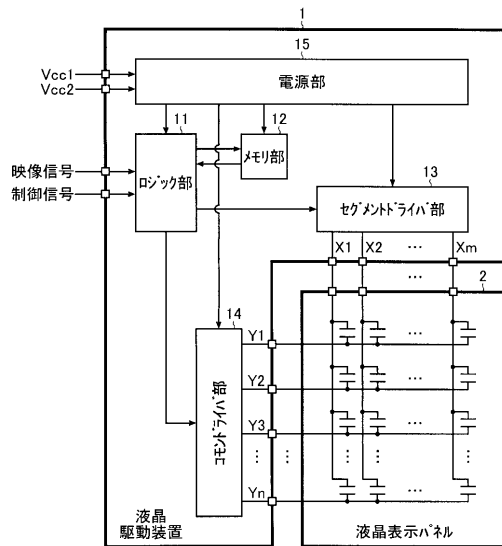 1
15
Vcc1
Vcc2
電源部
11
12
映像信号
制御信号
ロジック部
メモリ部
13
セグメントドライバ部
X1 X2 … Xm
… 2
14
コモンドライバ部
Y1
Y2
Y3
Yn
液晶
駆動装置
液晶表示パネル